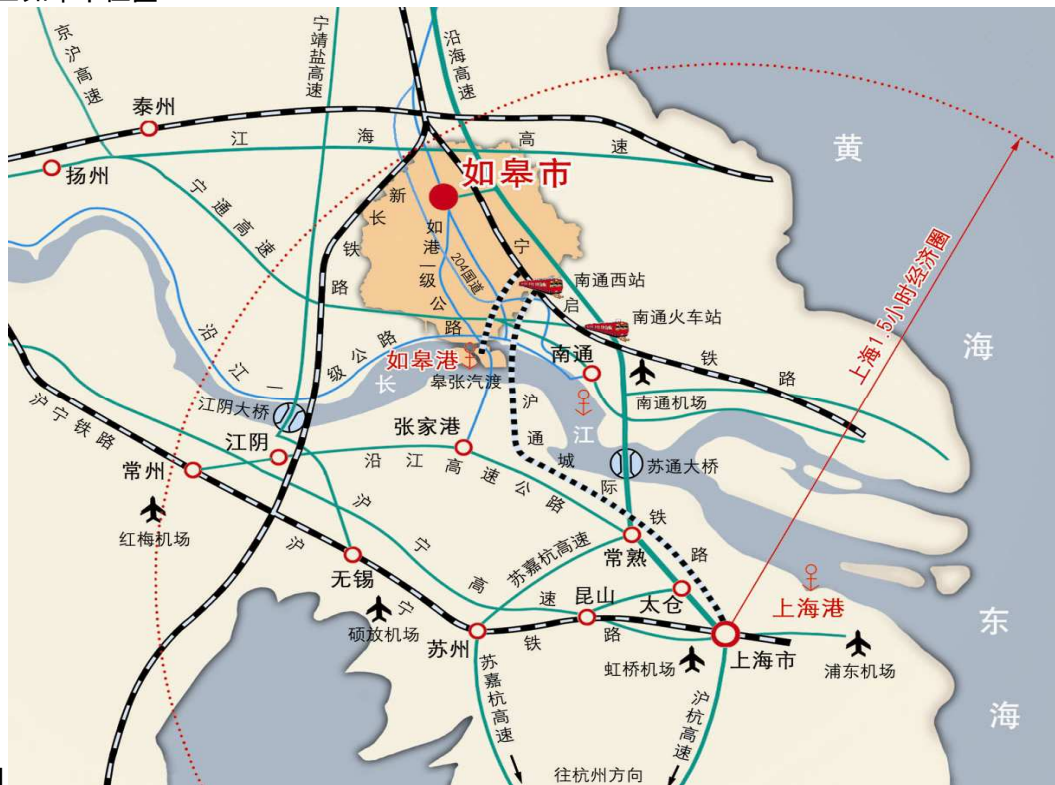 京沪高速
宁靖盐高速
沿海高速
泰州
江海高速
黄海
扬州
如皋市
宁通高速
新长铁路
如港一级公路
204国道
宁启铁路
南通西站
上海1.5小时经济圈
南通火车站
沿江一级公路
如皋港
皋张汽渡
南通
长江
南通机场
江阴大桥
沪宁铁路
张家港
沪通城际铁路
江阴
常州
沿江高速公路
苏通大桥
红梅机场
沪宁高速
常熟
苏嘉杭高速
无锡
沪宁铁路
昆山
太仓
上海港
硕放机场
苏州
虹桥机场
上海市
浦东机场
东海
苏嘉杭高速
沪杭高速
往杭州方向